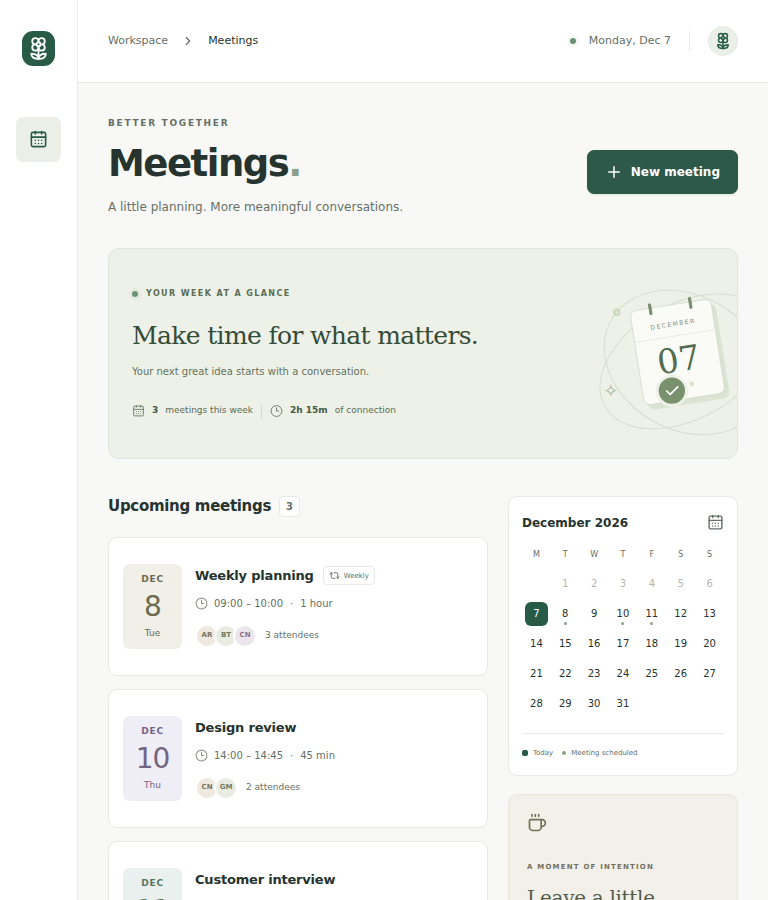 Workspace > Meetings
Monday, Dec 7
BETTER TOGETHER
Meetings.
A little planning. More meaningful conversations.
New meeting
YOUR WEEK AT A GLANCE
Make time for what matters.
Your next great idea starts with a conversation.
3 meetings this week
2h 15m of connection
DECEMBER
07
Upcoming meetings 3
DEC
8
Tue
Weekly planning
Weekly
09:00 – 10:00 · 1 hour
AR BT CN 3 attendees
DEC
10
Thu
Design review
14:00 – 14:45 · 45 min
CN GM 2 attendees
DEC
Customer interview
December 2026
M T W T F S S
1 2 3 4 5 6
7 8 9 10 11 12 13
14 15 16 17 18 19 20
21 22 23 24 25 26 27
28 29 30 31
Today
Meeting scheduled
A MOMENT OF INTENTION
Leave a little